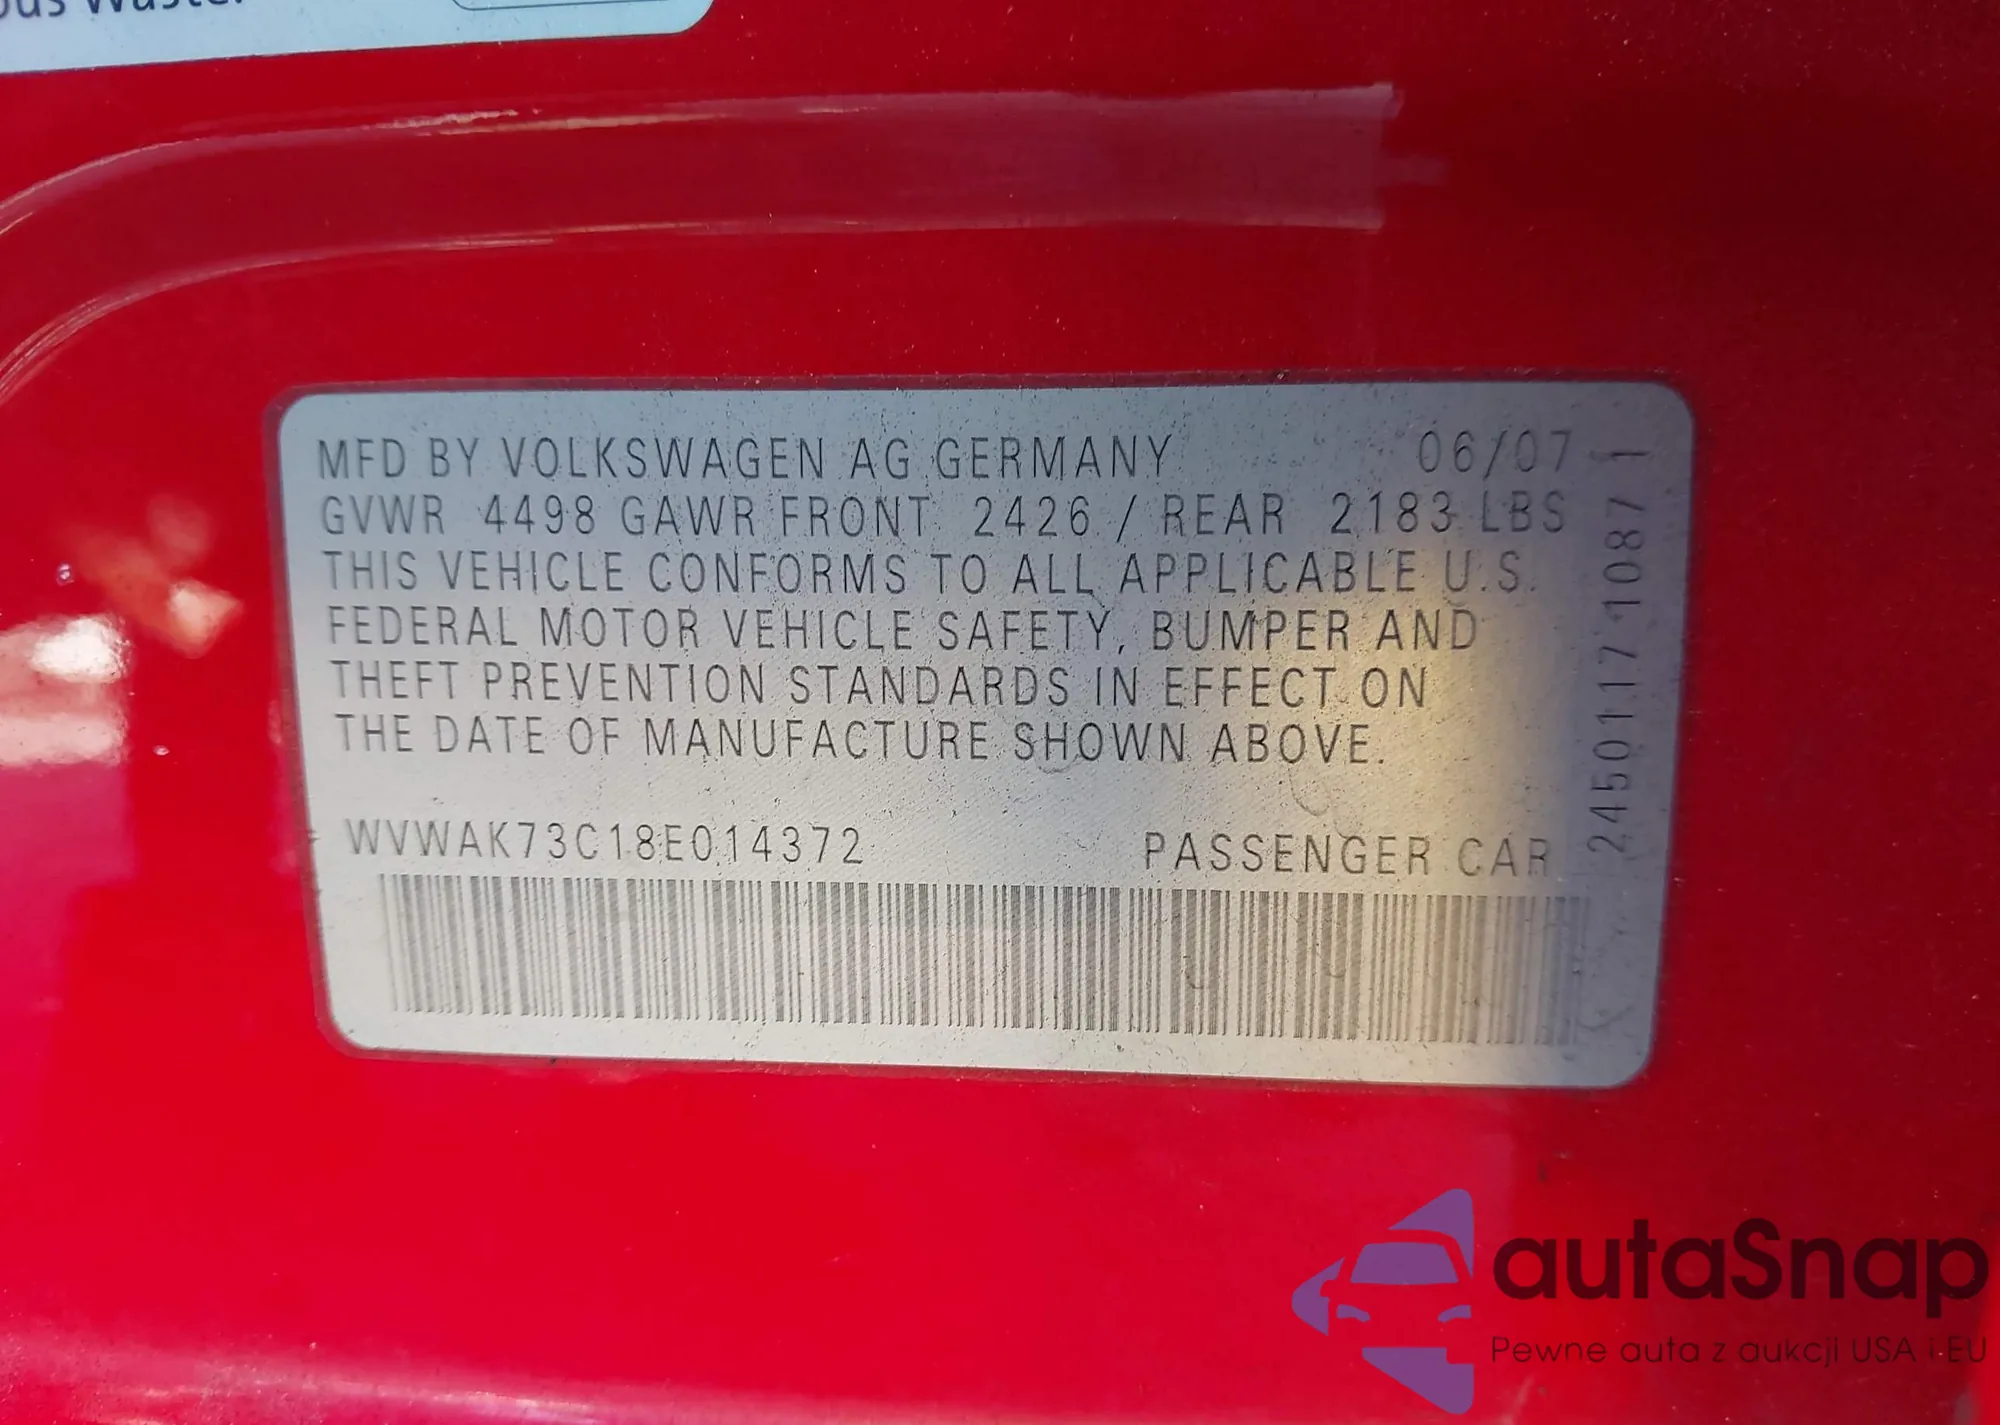 MFD BY VOLKSWAGEN AG GERMANY 06/07
GVWR 4498 GAWR FRONT 2426 / REAR 2183 LBS
THIS VEHICLE CONFORMS TO ALL APPLICABLE U.S.
FEDERAL MOTOR VEHICLE SAFETY, BUMPER AND
THEFT PREVENTION STANDARDS IN EFFECT ON
THE DATE OF MANUFACTURE SHOWN ABOVE.
WVWAK73C18E014372 PASSENGER CAR
autaSnap
Pewne auta z aukcji USA i EU